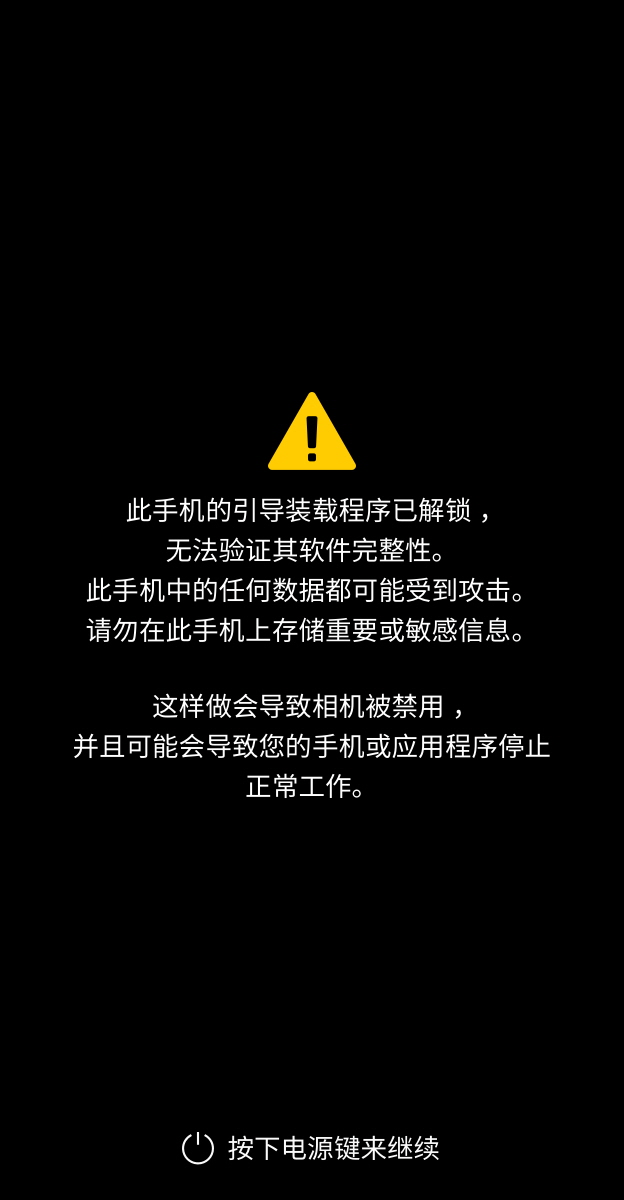 此手机的引导装载程序已解锁，
无法验证其软件完整性。
此手机中的任何数据都可能受到攻击。
请勿在此手机上存储重要或敏感信息。
这样做会导致相机被禁用，
并且可能会导致您的手机或应用程序停止
正常工作。
按下电源键来继续